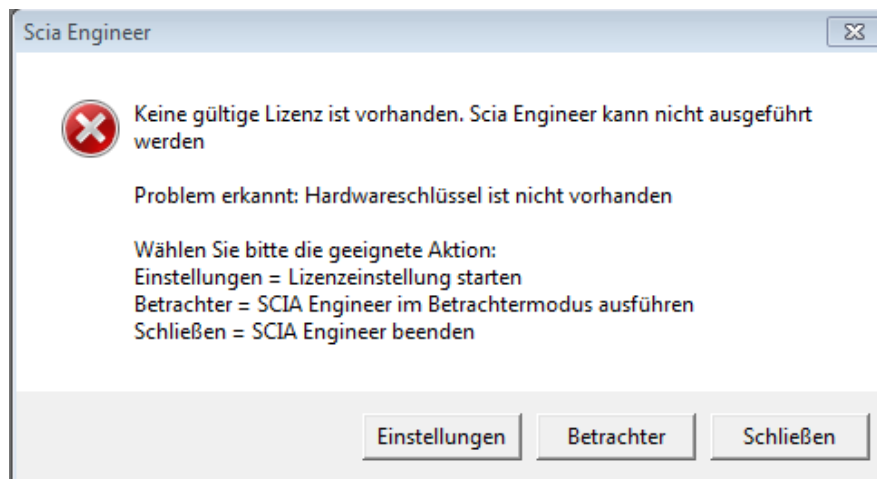 Scia Engineer
Keine gültige Lizenz ist vorhanden. Scia Engineer kann nicht ausgeführt
werden
Problem erkannt: Hardwareschlüssel ist nicht vorhanden
Wählen Sie bitte die geeignete Aktion:
Einstellungen = Lizenzeinstellung starten
Betrachter = SCIA Engineer im Betrachtermodus ausführen
Schließen = SCIA Engineer beenden
Einstellungen Betrachter Schließen